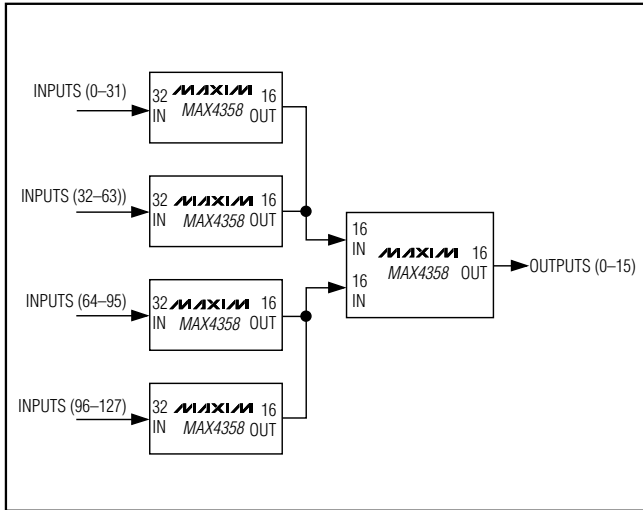 INPUTS (0–31)
32 MAXIM 16
IN MAX4358 OUT
INPUTS (32–63))
32 MAXIM 16
IN MAX4358 OUT
16
IN MAXIM 16
MAX4358 OUT
OUTPUTS (0–15)
16
IN
INPUTS (64–95)
32 MAXIM 16
IN MAX4358 OUT
INPUTS (96–127)
32 MAXIM 16
IN MAX4358 OUT